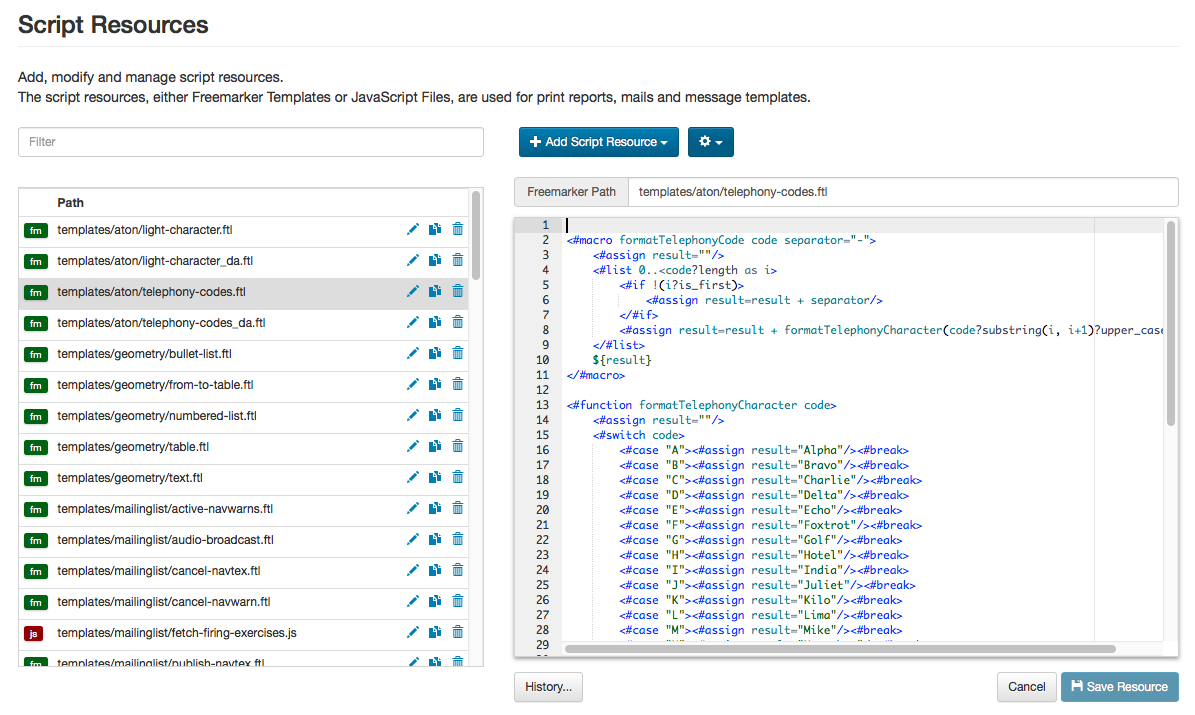 Script Resources
Add, modify and manage script resources.
The script resources, either Freemarker Templates or JavaScript Files, are used for print reports, mails and message templates.
Filter
Add Script Resource
Path
fm templates/aton/light-character.ftl
fm templates/aton/light-character_da.ftl
fm templates/aton/telephony-codes.ftl
fm templates/aton/telephony-codes_da.ftl
fm templates/geometry/bullet-list.ftl
fm templates/geometry/from-to-table.ftl
fm templates/geometry/numbered-list.ftl
fm templates/geometry/table.ftl
fm templates/geometry/text.ftl
fm templates/mailinglist/active-navwarns.ftl
fm templates/mailinglist/audio-broadcast.ftl
fm templates/mailinglist/cancel-navtex.ftl
fm templates/mailinglist/cancel-navwarn.ftl
js templates/mailinglist/fetch-firing-exercises.js
fm templates/mailinglist/publish-navtex.ftl
Freemarker Path templates/aton/telephony-codes.ftl
1
2 <#macro formatTelephonyCode code separator="-">
3 <#assign result=""/>
4 <#list 0..<code?length as i>
5 <#if !(i?is_first)>
6 <#assign result=result + separator/>
7 </#if>
8 <#assign result=result + formatTelephonyCharacter(code?substring(i, i+1)?upper_case
9 </#list>
10 ${result}
11 </#macro>
12
13 <#function formatTelephonyCharacter code>
14 <#assign result=""/>
15 <#switch code>
16 <#case "A"><#assign result="Alpha"/><#break>
17 <#case "B"><#assign result="Bravo"/><#break>
18 <#case "C"><#assign result="Charlie"/><#break>
19 <#case "D"><#assign result="Delta"/><#break>
20 <#case "E"><#assign result="Echo"/><#break>
21 <#case "F"><#assign result="Foxtrot"/><#break>
22 <#case "G"><#assign result="Golf"/><#break>
23 <#case "H"><#assign result="Hotel"/><#break>
24 <#case "I"><#assign result="India"/><#break>
25 <#case "J"><#assign result="Juliet"/><#break>
26 <#case "K"><#assign result="Kilo"/><#break>
27 <#case "L"><#assign result="Lima"/><#break>
28 <#case "M"><#assign result="Mike"/><#break>
29
History...
Cancel
Save Resource